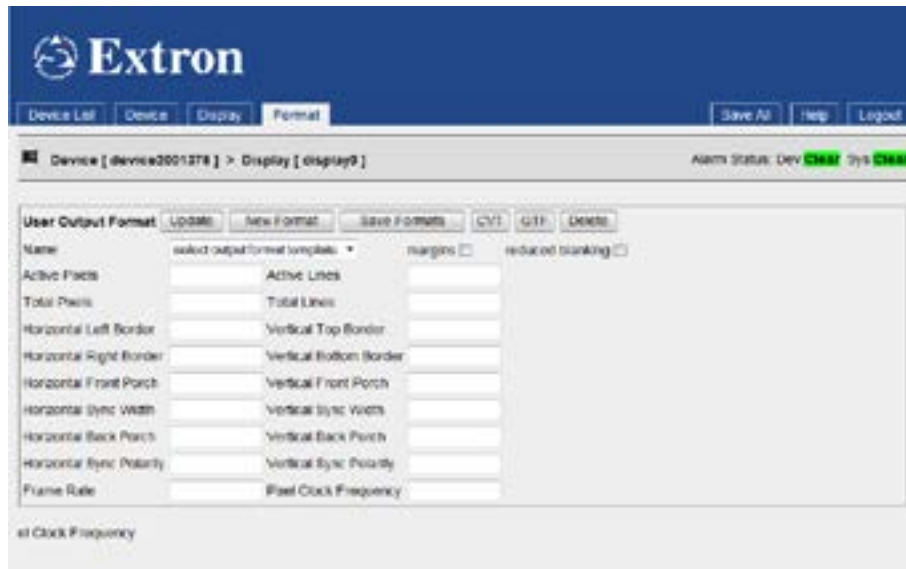 Extron
Device List Device Display Format Save All Help Logout
Device [ device3001378 ] > Display [ display9 ] Alarm Status: Dev Clear Sys Clear
User Output Format Update New Format Save Formats CVT GTF Delete
Name select output format template margins reduced blanking
Active Pixels Active Lines
Total Pixels Total Lines
Horizontal Left Border Vertical Top Border
Horizontal Right Border Vertical Bottom Border
Horizontal Front Porch Vertical Front Porch
Horizontal Sync Width Vertical Sync Width
Horizontal Back Porch Vertical Back Porch
Horizontal Sync Polarity Vertical Sync Polarity
Frame Rate Pixel Clock Frequency
el Clock Frequency